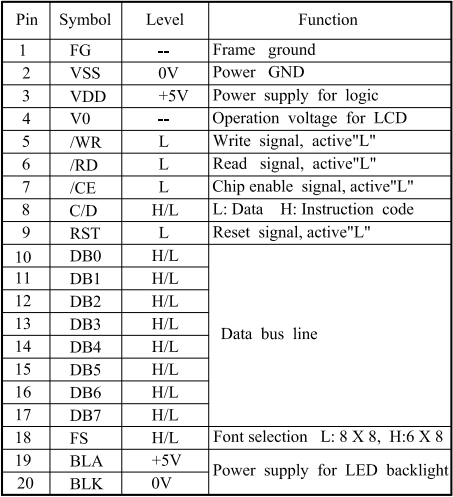 Pin Symbol Level Function
1 FG -- Frame ground
2 VSS 0V Power GND
3 VDD +5V Power supply for logic
4 V0 -- Operation voltage for LCD
5 /WR L Write signal, active"L"
6 /RD L Read signal, active"L"
7 /CE L Chip enable signal, active"L"
8 C/D H/L L: Data H: Instruction code
9 RST L Reset signal, active"L"
10 DB0 H/L
11 DB1 H/L
12 DB2 H/L
13 DB3 H/L
Data bus line
14 DB4 H/L
15 DB5 H/L
16 DB6 H/L
17 DB7 H/L
18 FS H/L Font selection L: 8 X 8, H:6 X 8
19 BLA +5V
Power supply for LED backlight
20 BLK 0V